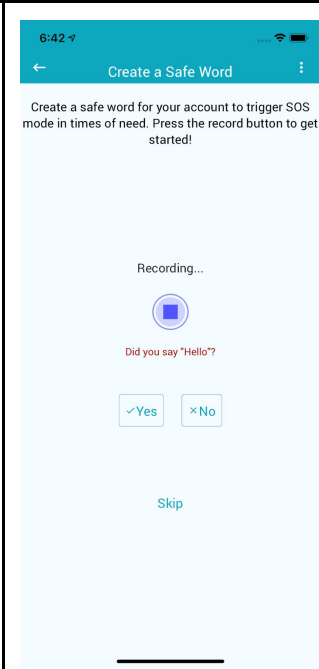 6:42
Create a Safe Word
Create a safe word for your account to trigger SOS
mode in times of need. Press the record button to get
started!
Recording...
Did you say "Hello"?
✓Yes ×No
Skip